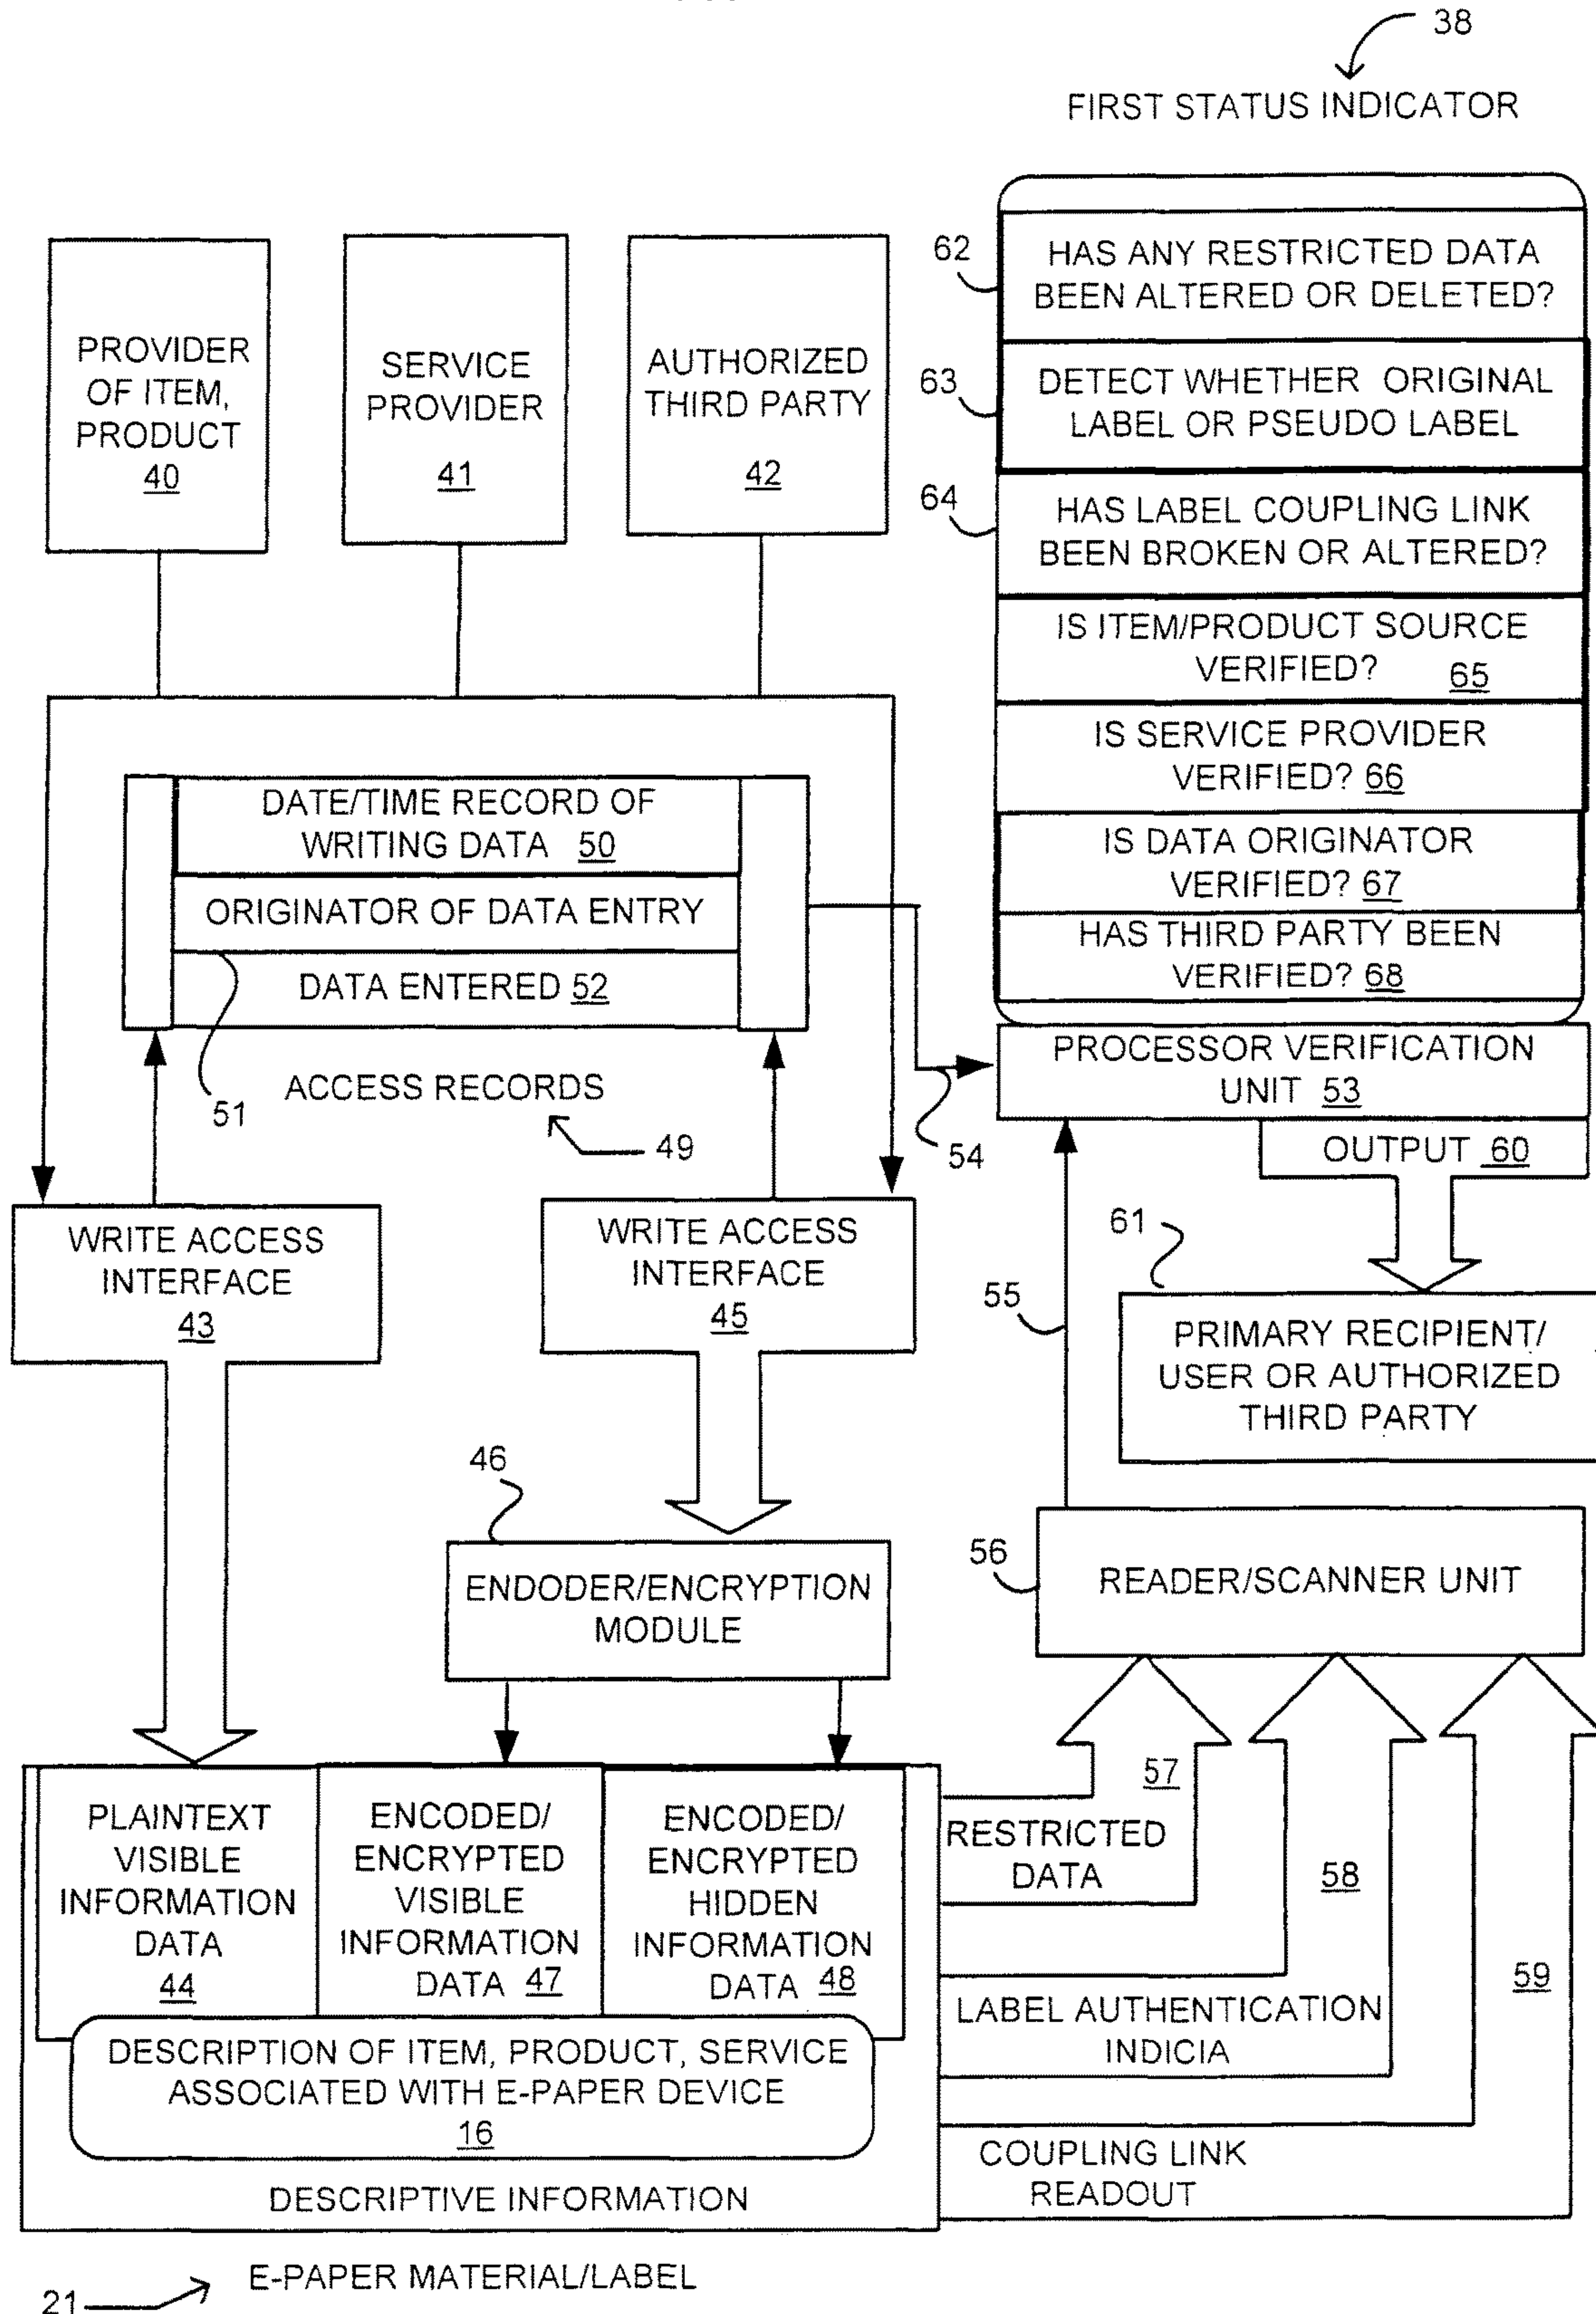 38
FIRST STATUS INDICATOR
PROVIDER
OF ITEM,
PRODUCT
40
SERVICE
PROVIDER
41
AUTHORIZED
THIRD PARTY
42
62
HAS ANY RESTRICTED DATA
BEEN ALTERED OR DELETED?
63
DETECT WHETHER ORIGINAL
LABEL OR PSEUDO LABEL
64
HAS LABEL COUPLING LINK
BEEN BROKEN OR ALTERED?
IS ITEM/PRODUCT SOURCE
VERIFIED? 65
IS SERVICE PROVIDER
VERIFIED? 66
IS DATA ORIGINATOR
VERIFIED? 67
HAS THIRD PARTY BEEN
VERIFIED? 68
DATE/TIME RECORD OF
WRITING DATA 50
ORIGINATOR OF DATA ENTRY
DATA ENTERED 52
51
ACCESS RECORDS
49
54
PROCESSOR VERIFICATION
UNIT 53
OUTPUT 60
WRITE ACCESS
INTERFACE
43
WRITE ACCESS
INTERFACE
45
61
55
PRIMARY RECIPIENT/
USER OR AUTHORIZED
THIRD PARTY
46
ENDODER/ENCRYPTION
MODULE
56
READER/SCANNER UNIT
PLAINTEXT
VISIBLE
INFORMATION
DATA
44
ENCODED/
ENCRYPTED
VISIBLE
INFORMATION
DATA 47
ENCODED/
ENCRYPTED
HIDDEN
INFORMATION
DATA 48
57
RESTRICTED
DATA
58
59
LABEL AUTHENTICATION
INDICIA
DESCRIPTION OF ITEM, PRODUCT, SERVICE
ASSOCIATED WITH E-PAPER DEVICE
16
COUPLING LINK
READOUT
DESCRIPTIVE INFORMATION
E-PAPER MATERIAL/LABEL
21